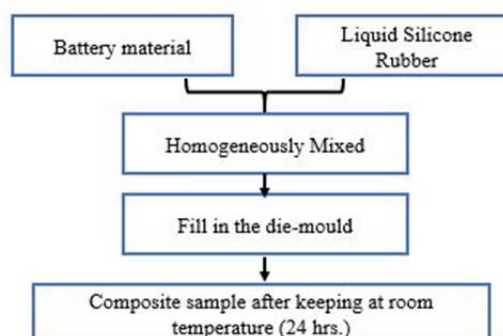 Battery material
Liquid Silicone
Rubber
Homogeneously Mixed
Fill in the die-mould
Composite sample after keeping at room
temperature (24 hrs.)